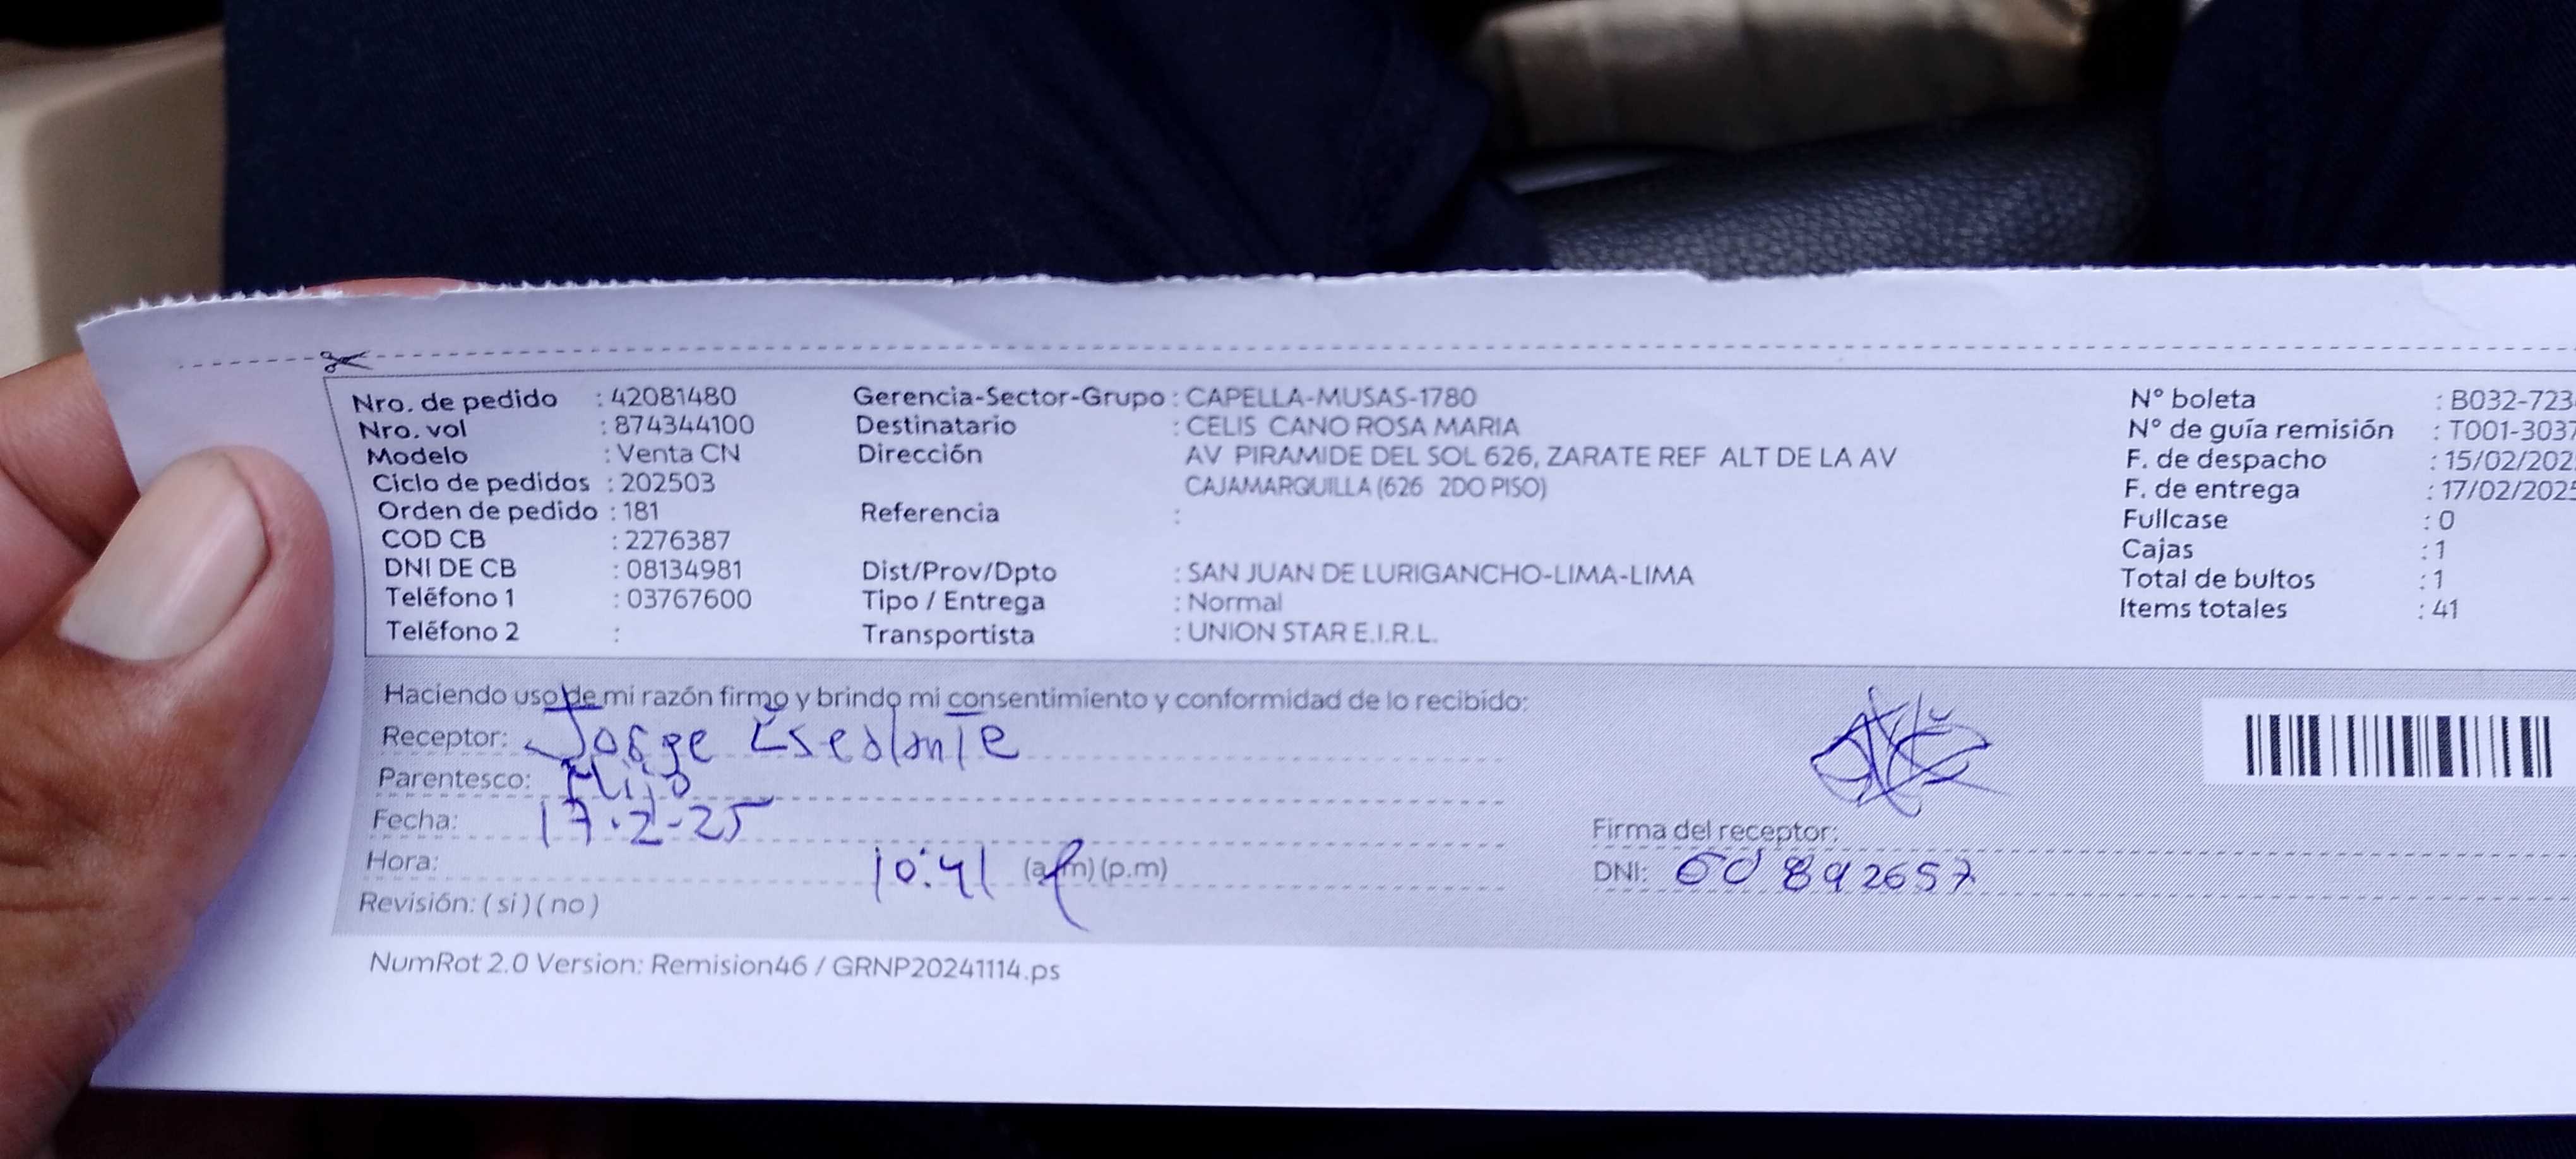 Nro. de pedido : 42081480 Gerencia-Sector-Grupo : CAPELLA-MUSAS-1780 N° boleta : B032-723
Nro. vol : 874344100 Destinatario : CELIS CANO ROSA MARIA N° de guía remisión : T001-3037
Modelo : Venta CN Dirección AV PIRAMIDE DEL SOL 626, ZARATE REF ALT DE LA AV F. de despacho : 15/02/202
Ciclo de pedidos : 202503 CAJAMARQUILLA (626 2DO PISO) F. de entrega : 17/02/2025
Orden de pedido : 181 Referencia : Fullcase : 0
COD CB : 2276387 Cajas : 1
DNI DE CB : 08134981 Dist/Prov/Dpto : SAN JUAN DE LURIGANCHO-LIMA-LIMA Total de bultos : 1
Teléfono 1 : 03767600 Tipo / Entrega : Normal Items totales : 41
Teléfono 2 : Transportista : UNION STAR E.I.R.L.
Haciendo uso de mi razón firmo y brindo mi consentimiento y conformidad de lo recibido:
Receptor: Jorge
Parentesco: Hijo
Fecha: 17.2-25 Firma del receptor:
Hora: 10:41 (a.m) (p.m) DNI: 60892657
Revisión: ( si ) ( no )
NumRot 2.0 Version: Remision46 / GRNP20241114.ps